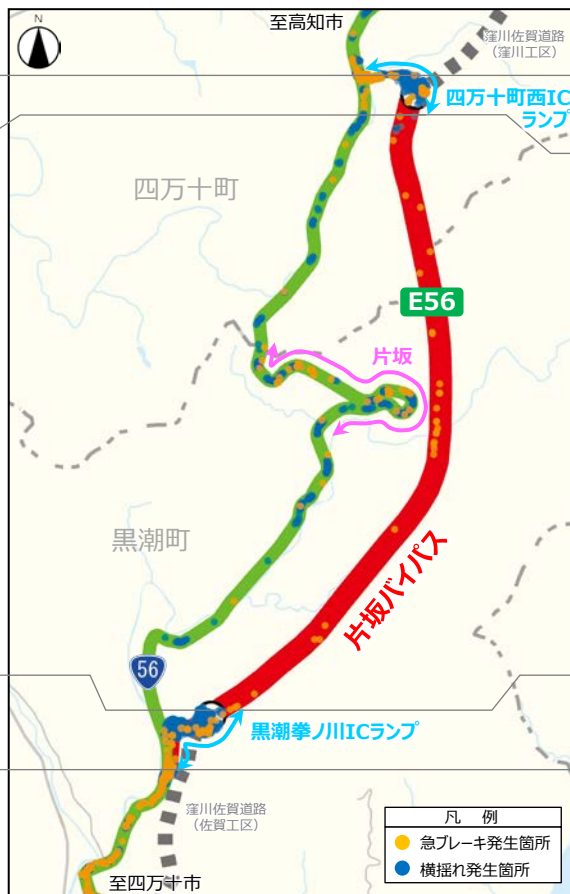 N
至高知市
窪川佐賀道路
(窪川工区)
四万十町西IC
ランプ
四万十町
E56
片坂
黒潮町
片坂バイパス
56
黒潮拳ノ川ICランプ
窪川佐賀道路
(佐賀工区)
至四万十市
凡 例
急ブレーキ発生箇所
横揺れ発生箇所